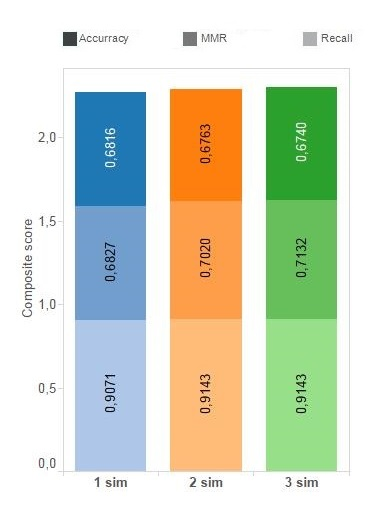 Accurracy MMR Recall
Composite score
2,0
1,5
1,0
0,5
0,0
0,6816 0,6763 0,6740
0,6827 0,7020 0,7132
0,9071 0,9143 0,9143
1 sim 2 sim 3 sim